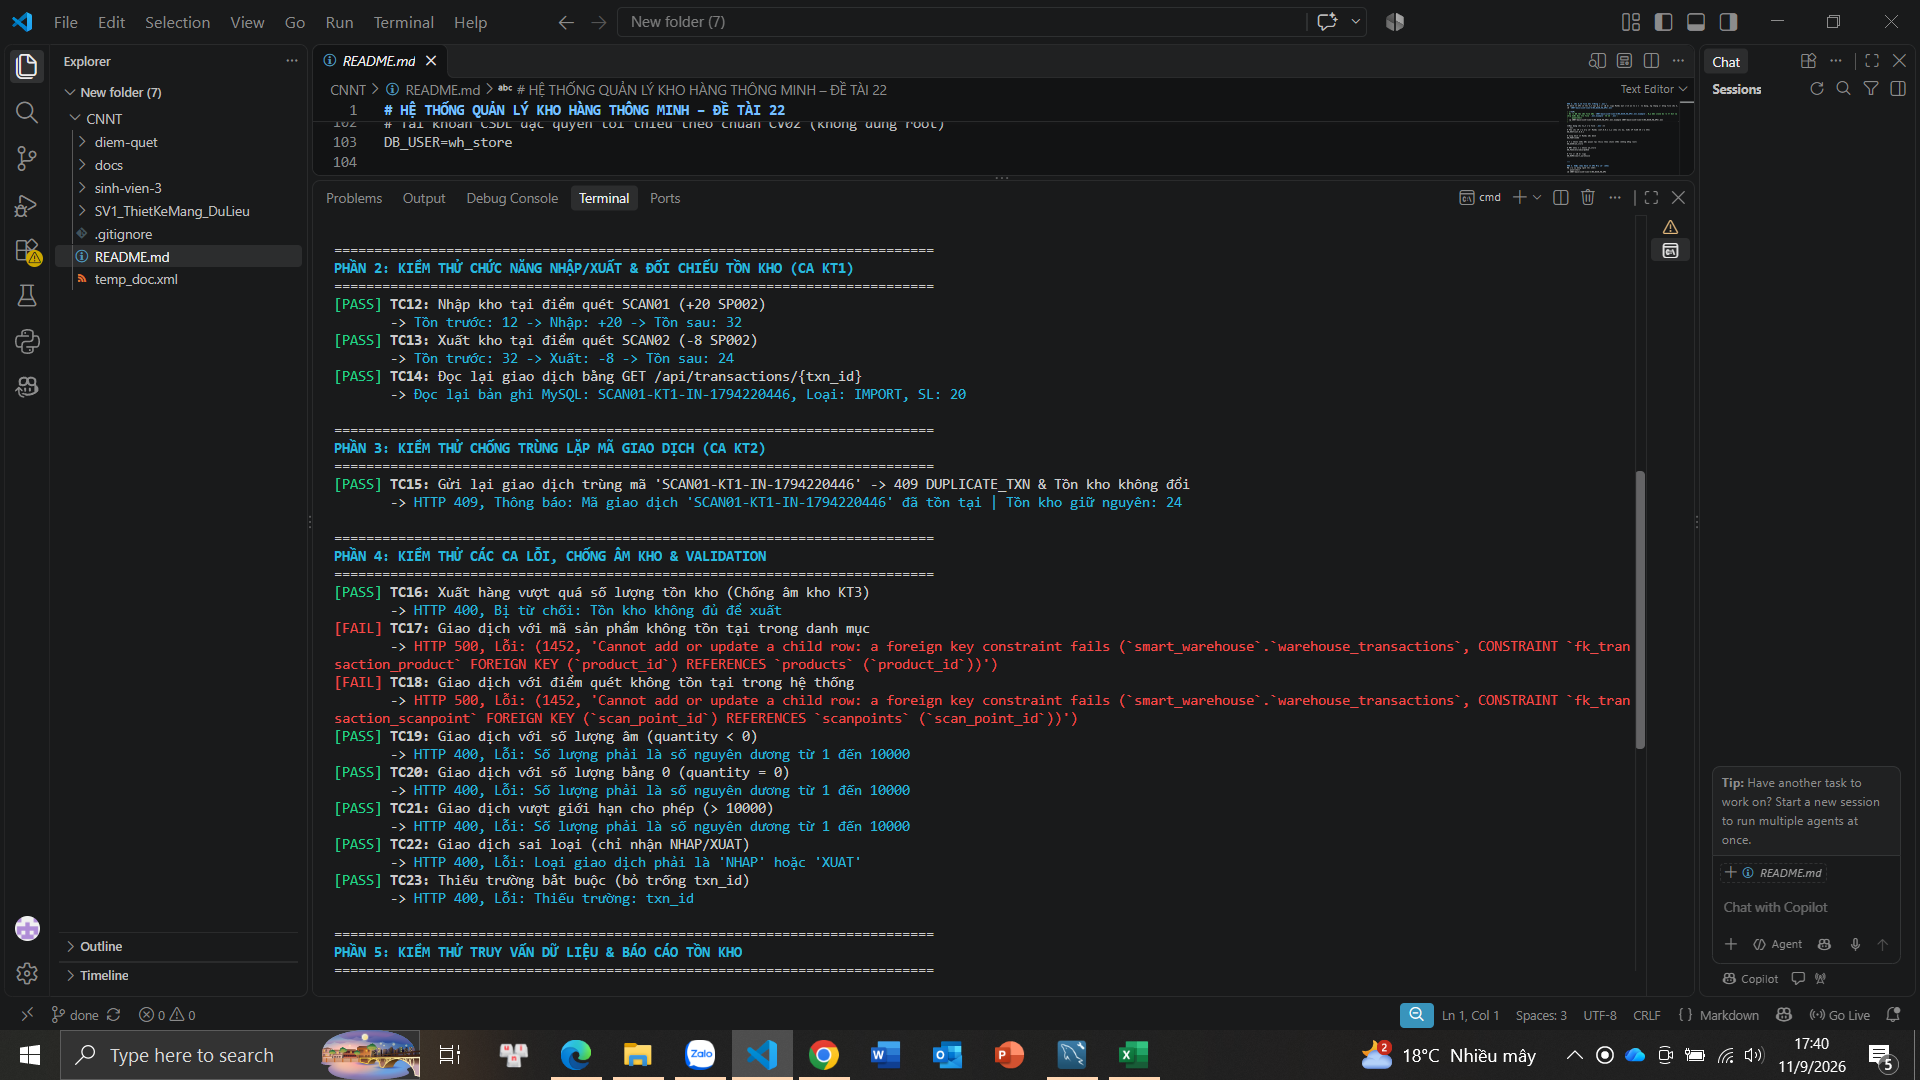 File Edit Selection View Go Run Terminal Help
New folder (7)
Explorer
New folder (7)
CNNT
diem-quet
docs
sinh-vien-3
SV1_ThietKeMang_DuLieu
.gitignore
README.md
temp_doc.xml
Outline
Timeline
README.md
CNNT > README.md > # HỆ THỐNG QUẢN LÝ KHO HÀNG THÔNG MINH – ĐỀ TÀI 22
Text Editor
1 # HỆ THỐNG QUẢN LÝ KHO HÀNG THÔNG MINH – ĐỀ TÀI 22
102 # Tài khoản CSDL đặc quyền tối thiểu theo chuẩn CV02 (không dùng root)
103 DB_USER=wh_store
104
Problems Output Debug Console Terminal Ports
cmd
===========================================================================
PHẦN 2: KIỂM THỬ CHỨC NĂNG NHẬP/XUẤT & ĐỐI CHIẾU TỒN KHO (CA KT1)
===========================================================================
[PASS] TC12: Nhập kho tại điểm quét SCAN01 (+20 SP002)
-> Tồn trước: 12 -> Nhập: +20 -> Tồn sau: 32
[PASS] TC13: Xuất kho tại điểm quét SCAN02 (-8 SP002)
-> Tồn trước: 32 -> Xuất: -8 -> Tồn sau: 24
[PASS] TC14: Đọc lại giao dịch bằng GET /api/transactions/{txn_id}
-> Đọc lại bản ghi MySQL: SCAN01-KT1-IN-1794220446, Loại: IMPORT, SL: 20
===========================================================================
PHẦN 3: KIỂM THỬ CHỐNG TRÙNG LẶP MÃ GIAO DỊCH (CA KT2)
===========================================================================
[PASS] TC15: Gửi lại giao dịch trùng mã 'SCAN01-KT1-IN-1794220446' -> 409 DUPLICATE_TXN & Tồn kho không đổi
-> HTTP 409, Thông báo: Mã giao dịch 'SCAN01-KT1-IN-1794220446' đã tồn tại | Tồn kho giữ nguyên: 24
===========================================================================
PHẦN 4: KIỂM THỬ CÁC CA LỖI, CHỐNG ÂM KHO & VALIDATION
===========================================================================
[PASS] TC16: Xuất hàng vượt quá số lượng tồn kho (Chống âm kho KT3)
-> HTTP 400, Bị từ chối: Tồn kho không đủ để xuất
[FAIL] TC17: Giao dịch với mã sản phẩm không tồn tại trong danh mục
-> HTTP 500, Lỗi: (1452, 'Cannot add or update a child row: a foreign key constraint fails (`smart_warehouse`.`warehouse_transactions`, CONSTRAINT `fk_tran
saction_product` FOREIGN KEY (`product_id`) REFERENCES `products` (`product_id`))')
[FAIL] TC18: Giao dịch với điểm quét không tồn tại trong hệ thống
-> HTTP 500, Lỗi: (1452, 'Cannot add or update a child row: a foreign key constraint fails (`smart_warehouse`.`warehouse_transactions`, CONSTRAINT `fk_tran
saction_scanpoint` FOREIGN KEY (`scan_point_id`) REFERENCES `scanpoints` (`scan_point_id`))')
[PASS] TC19: Giao dịch với số lượng âm (quantity < 0)
-> HTTP 400, Lỗi: Số lượng phải là số nguyên dương từ 1 đến 10000
[PASS] TC20: Giao dịch với số lượng bằng 0 (quantity = 0)
-> HTTP 400, Lỗi: Số lượng phải là số nguyên dương từ 1 đến 10000
[PASS] TC21: Giao dịch vượt giới hạn cho phép (> 10000)
-> HTTP 400, Lỗi: Số lượng phải là số nguyên dương từ 1 đến 10000
[PASS] TC22: Giao dịch sai loại (chỉ nhận NHAP/XUAT)
-> HTTP 400, Lỗi: Loại giao dịch phải là 'NHAP' hoặc 'XUAT'
[PASS] TC23: Thiếu trường bắt buộc (bỏ trống txn_id)
-> HTTP 400, Lỗi: Thiếu trường: txn_id
===========================================================================
PHẦN 5: KIỂM THỬ TRUY VẤN DỮ LIỆU & BÁO CÁO TỒN KHO
===========================================================================
Chat
Sessions
Tip: Have another task to
work on? Start a new session
to run multiple agents at
once.
README.md
Chat with Copilot
Agent
Copilot
done 0 0
Ln 1, Col 1 Spaces: 3 UTF-8 CRLF { } Markdown Go Live
Type here to search
Zalo
2
18°C Nhiều mây
17:40
11/9/2026
5